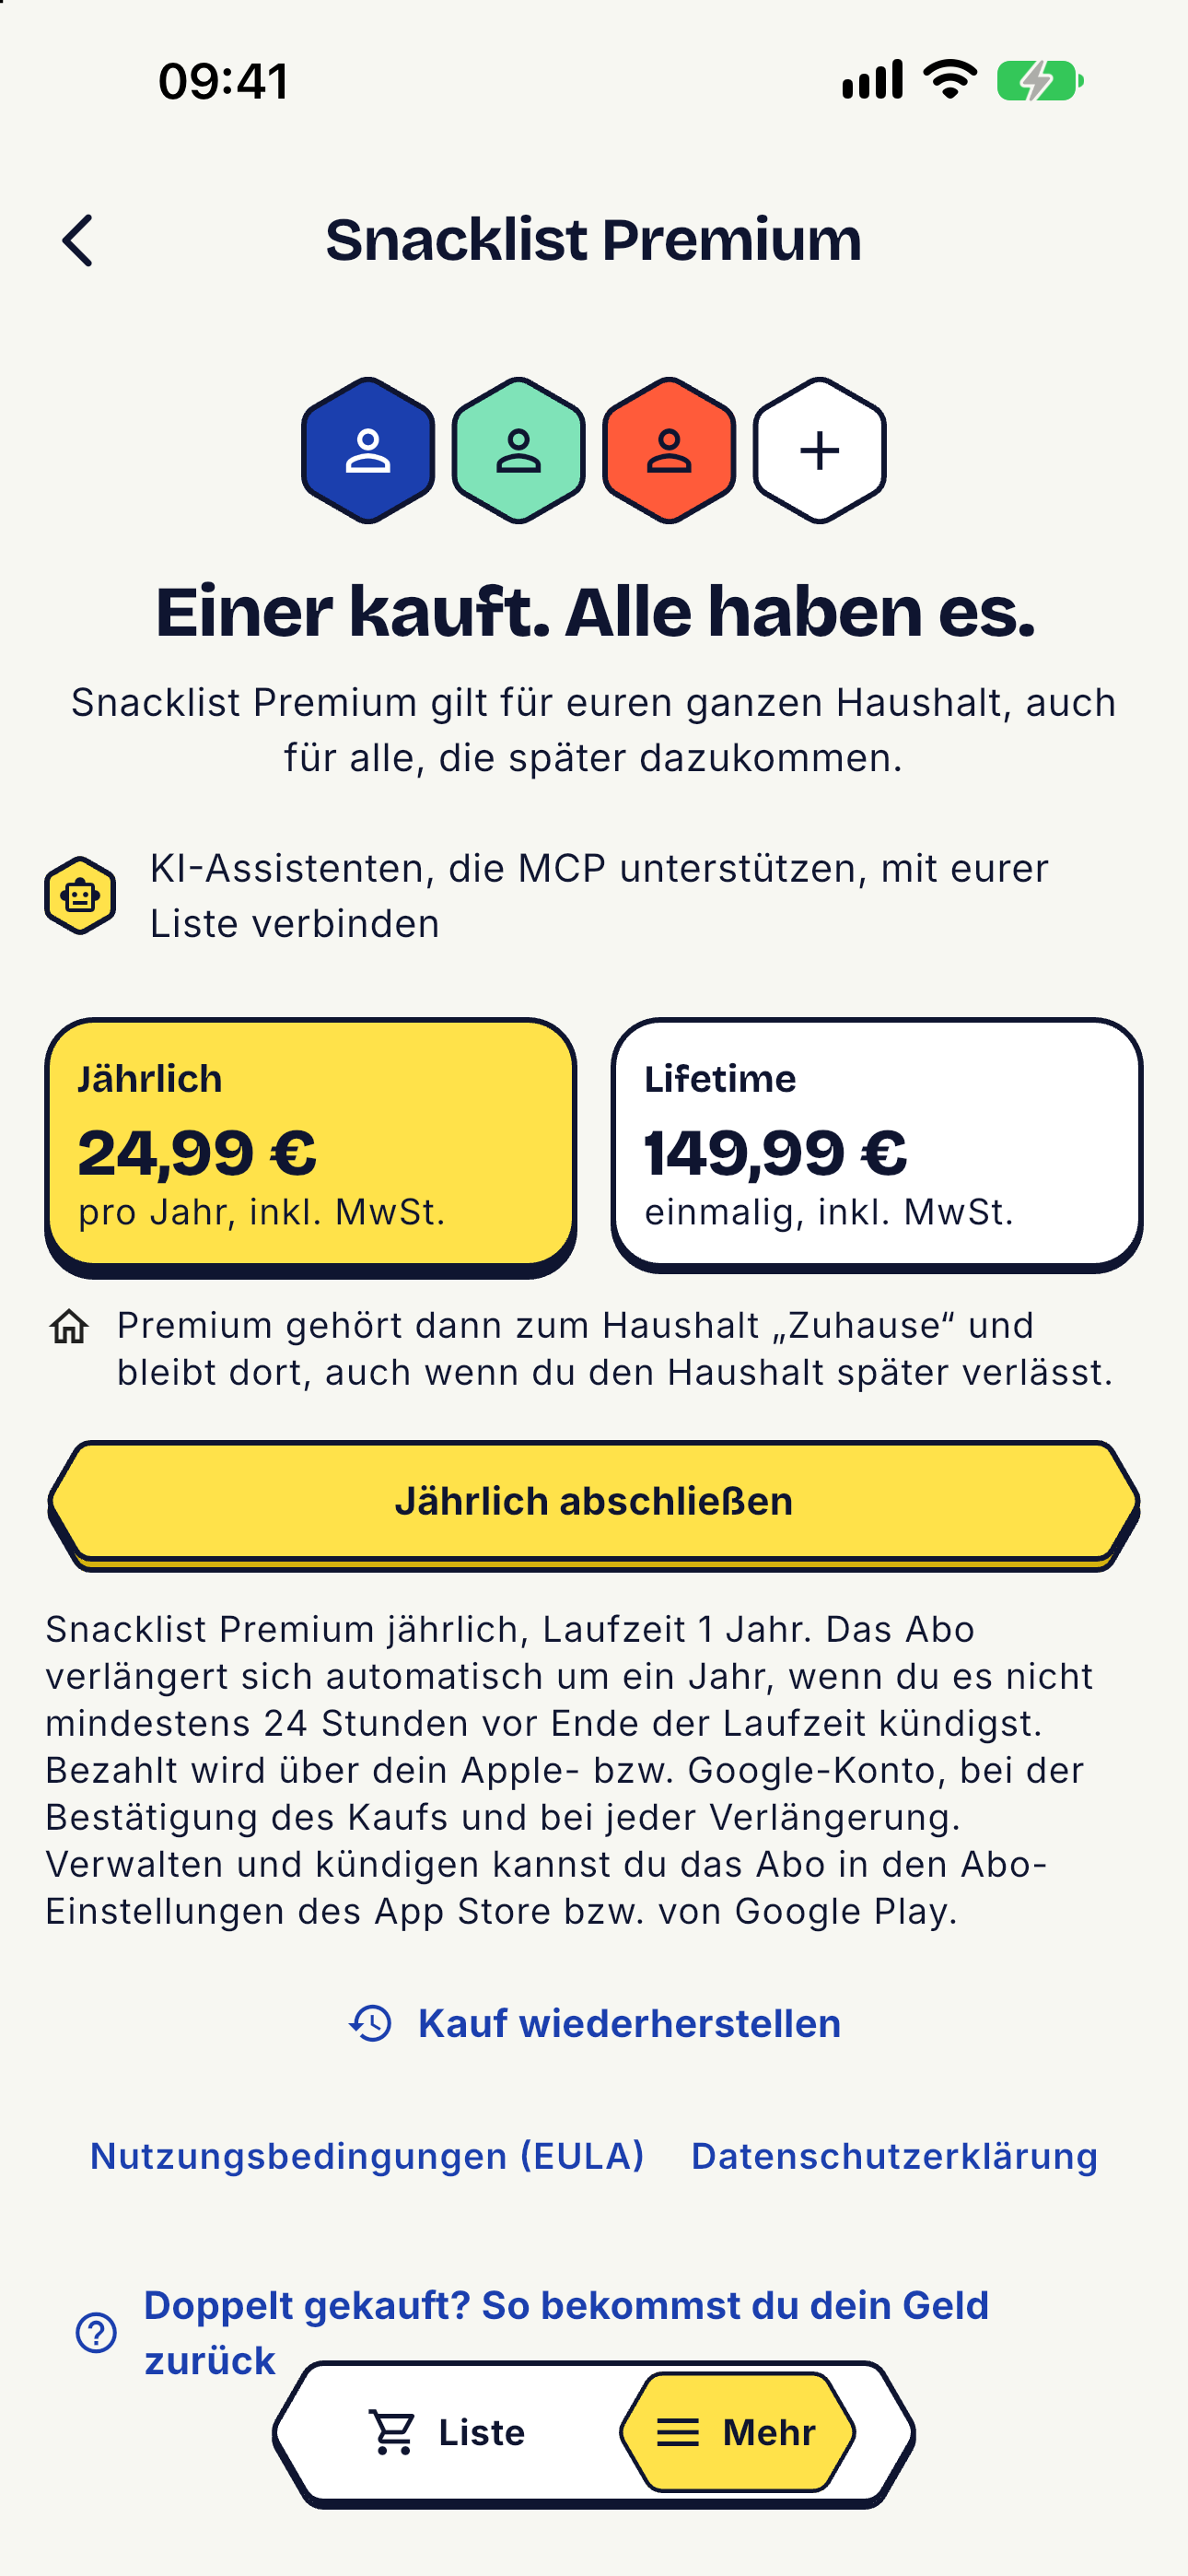 09:41
Snacklist Premium
Einer kauft. Alle haben es.
Snacklist Premium gilt für euren ganzen Haushalt, auch
für alle, die später dazukommen.
KI-Assistenten, die MCP unterstützen, mit eurer
Liste verbinden
Jährlich
24,99 €
pro Jahr, inkl. MwSt.
Lifetime
149,99 €
einmalig, inkl. MwSt.
Premium gehört dann zum Haushalt „Zuhause“ und
bleibt dort, auch wenn du den Haushalt später verlässt.
Jährlich abschließen
Snacklist Premium jährlich, Laufzeit 1 Jahr. Das Abo
verlängert sich automatisch um ein Jahr, wenn du es nicht
mindestens 24 Stunden vor Ende der Laufzeit kündigst.
Bezahlt wird über dein Apple- bzw. Google-Konto, bei der
Bestätigung des Kaufs und bei jeder Verlängerung.
Verwalten und kündigen kannst du das Abo in den Abo-
Einstellungen des App Store bzw. von Google Play.
Kauf wiederherstellen
Nutzungsbedingungen (EULA) Datenschutzerklärung
Doppelt gekauft? So bekommst du dein Geld
zurück
Liste Mehr